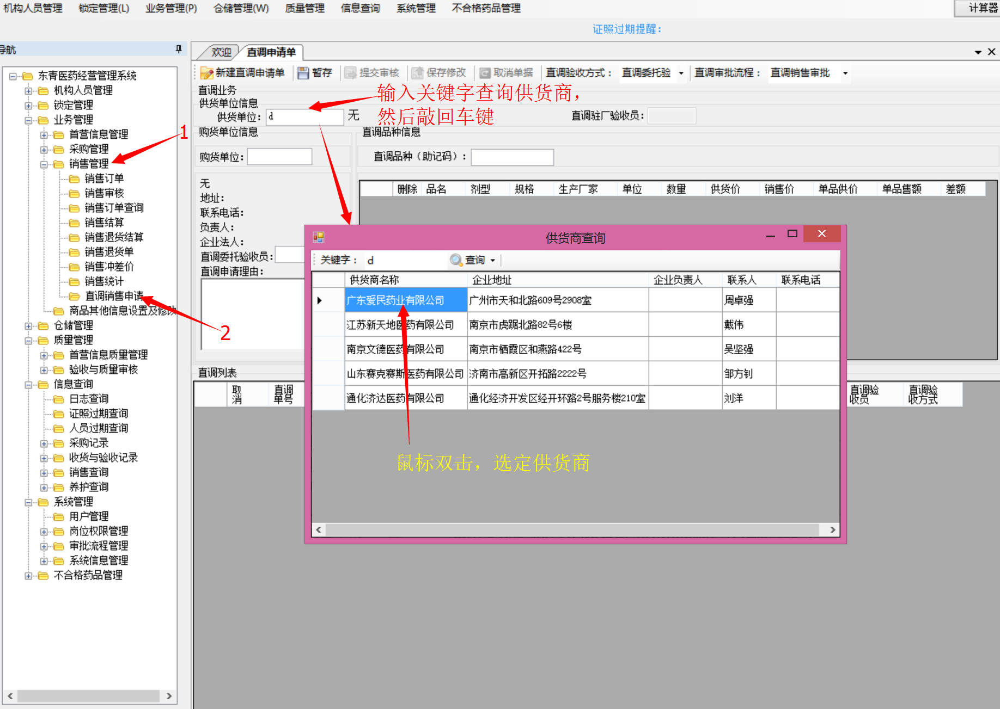 机构人员管理 锁定管理(L) 业务管理(P) 仓储管理(W) 质量管理 信息查询 系统管理 不合格药品管理 计算器
证照过期提醒：
导航
东青医药经营管理系统
机构人员管理
锁定管理
业务管理
首营信息管理
采购管理
销售管理
销售订单
销售审核
销售订单查询
销售结算
销售退货结算
销售退货单
销售冲差价
销售统计
直调销售申请
商品其他信息设置及修改
仓储管理
质量管理
首营信息质量管理
验收与质量审核
信息查询
日志查询
证照过期查询
人员过期查询
采购记录
收货与验收记录
销售查询
养护查询
系统管理
用户管理
岗位权限管理
审批流程管理
系统信息管理
不合格药品管理
1
2
欢迎 直调申请单
新建直调申请单 暂存 提交审核 保存修改 取消单据 直调验收方式： 直调委托验 直调审批流程： 直调销售审批
直调业务
供货单位信息
供货单位： d 无 直调驻厂验收员：
输入关键字查询供货商，
然后敲回车键
购货单位信息 直调品种信息
购货单位： 直调品种（助记码）：
删除 品名 剂型 规格 生产厂家 单位 数量 供货价 销售价 单品供价 单品售额 差额
无
地址：
联系电话：
负责人：
企业法人：
直调委托验收员：
直调申请理由：
供货商查询
关键字： d 查询
供货商名称 企业地址 企业负责人 联系人 联系电话
广东爱民药业有限公司 广州市天和北路609号2908室 周卓强
江苏新天地医药有限公司 南京市虎踞北路82号6楼 戴伟
南京文德医药有限公司 南京市栖霞区和燕路422号 吴坚强
山东赛克赛斯医药有限公司 济南市高新区开拓路2222号 邹方钊
通化济达医药有限公司 通化经济开发区经开环路2号服务楼210室 刘洋
鼠标双击，选定供货商
直调列表
取消 直调单号 直调验收员 直调验收方式